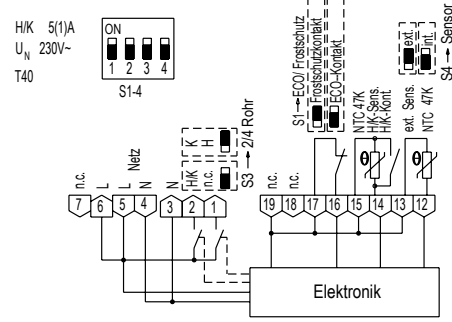 H/K 5(1)A
UN 230V~
T40
ON
1 2 3 4
S1-4
S1 → ECO/ Frostschutz
Frostschutzkontakt
ECO-Kontakt
ext.
int.
S4 → Sensor
K
H
H/K
n.c.
S3 → 2/4 Rohr
NTC 47K
H/K-Sens.
H/K-Kont.
ext. Sens.
NTC 47K
θ
θ
Netz
n.c.
L
L
N
N
n.c.
n.c.
7 6 5 4 3 2 1
19 18 17 16 15 14 13 12
Elektronik